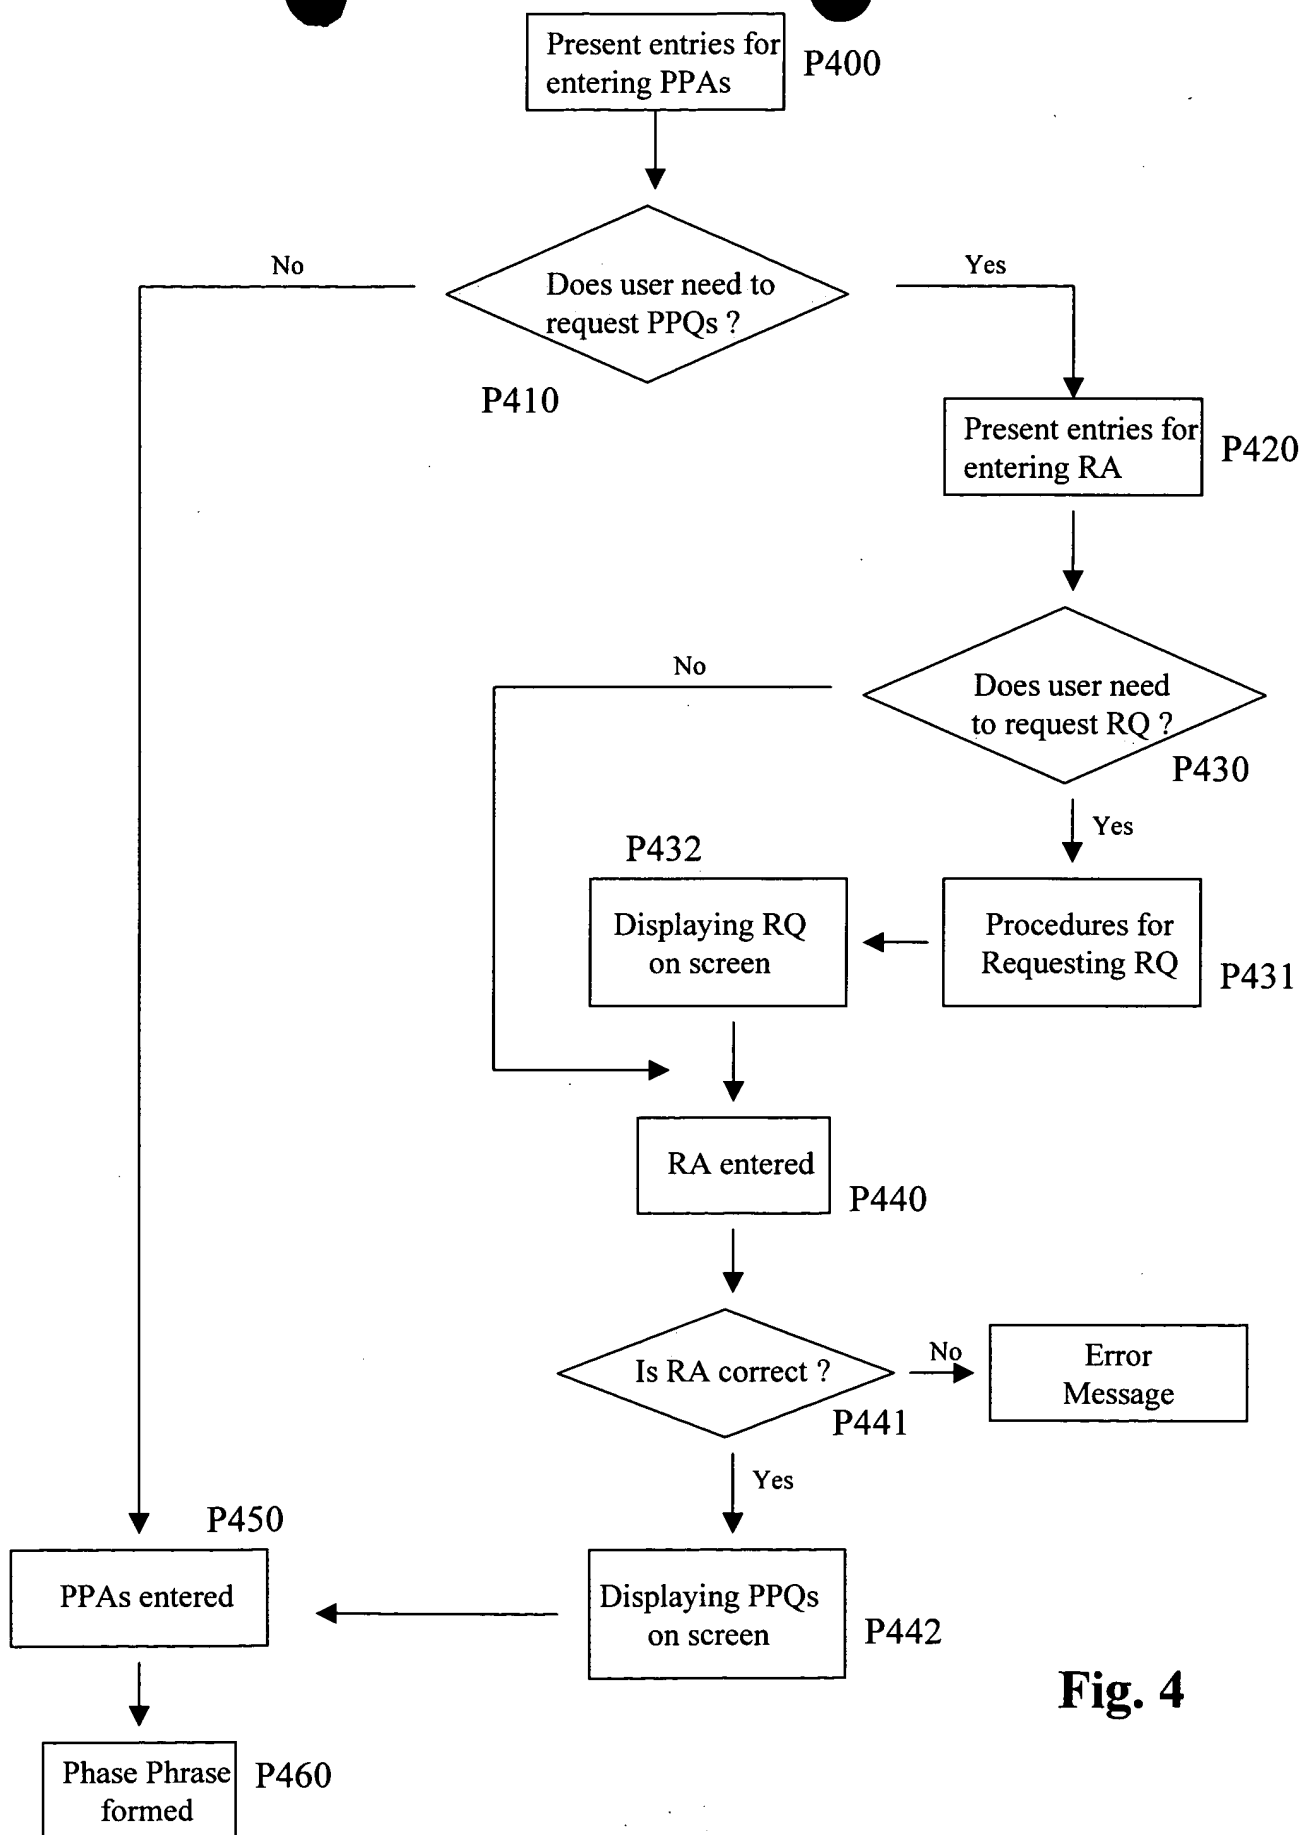 Present entries for
entering PPAs
P400
No
Yes
Does user need to
request PPQs ?
P410
Present entries for
entering RA
P420
No
Does user need
to request RQ ?
P430
Yes
P432
Displaying RQ
on screen
Procedures for
Requesting RQ
P431
RA entered
P440
Is RA correct ?
P441
No
Error
Message
Yes
P450
PPAs entered
Displaying PPQs
on screen
P442
Fig. 4
Phase Phrase
formed
P460